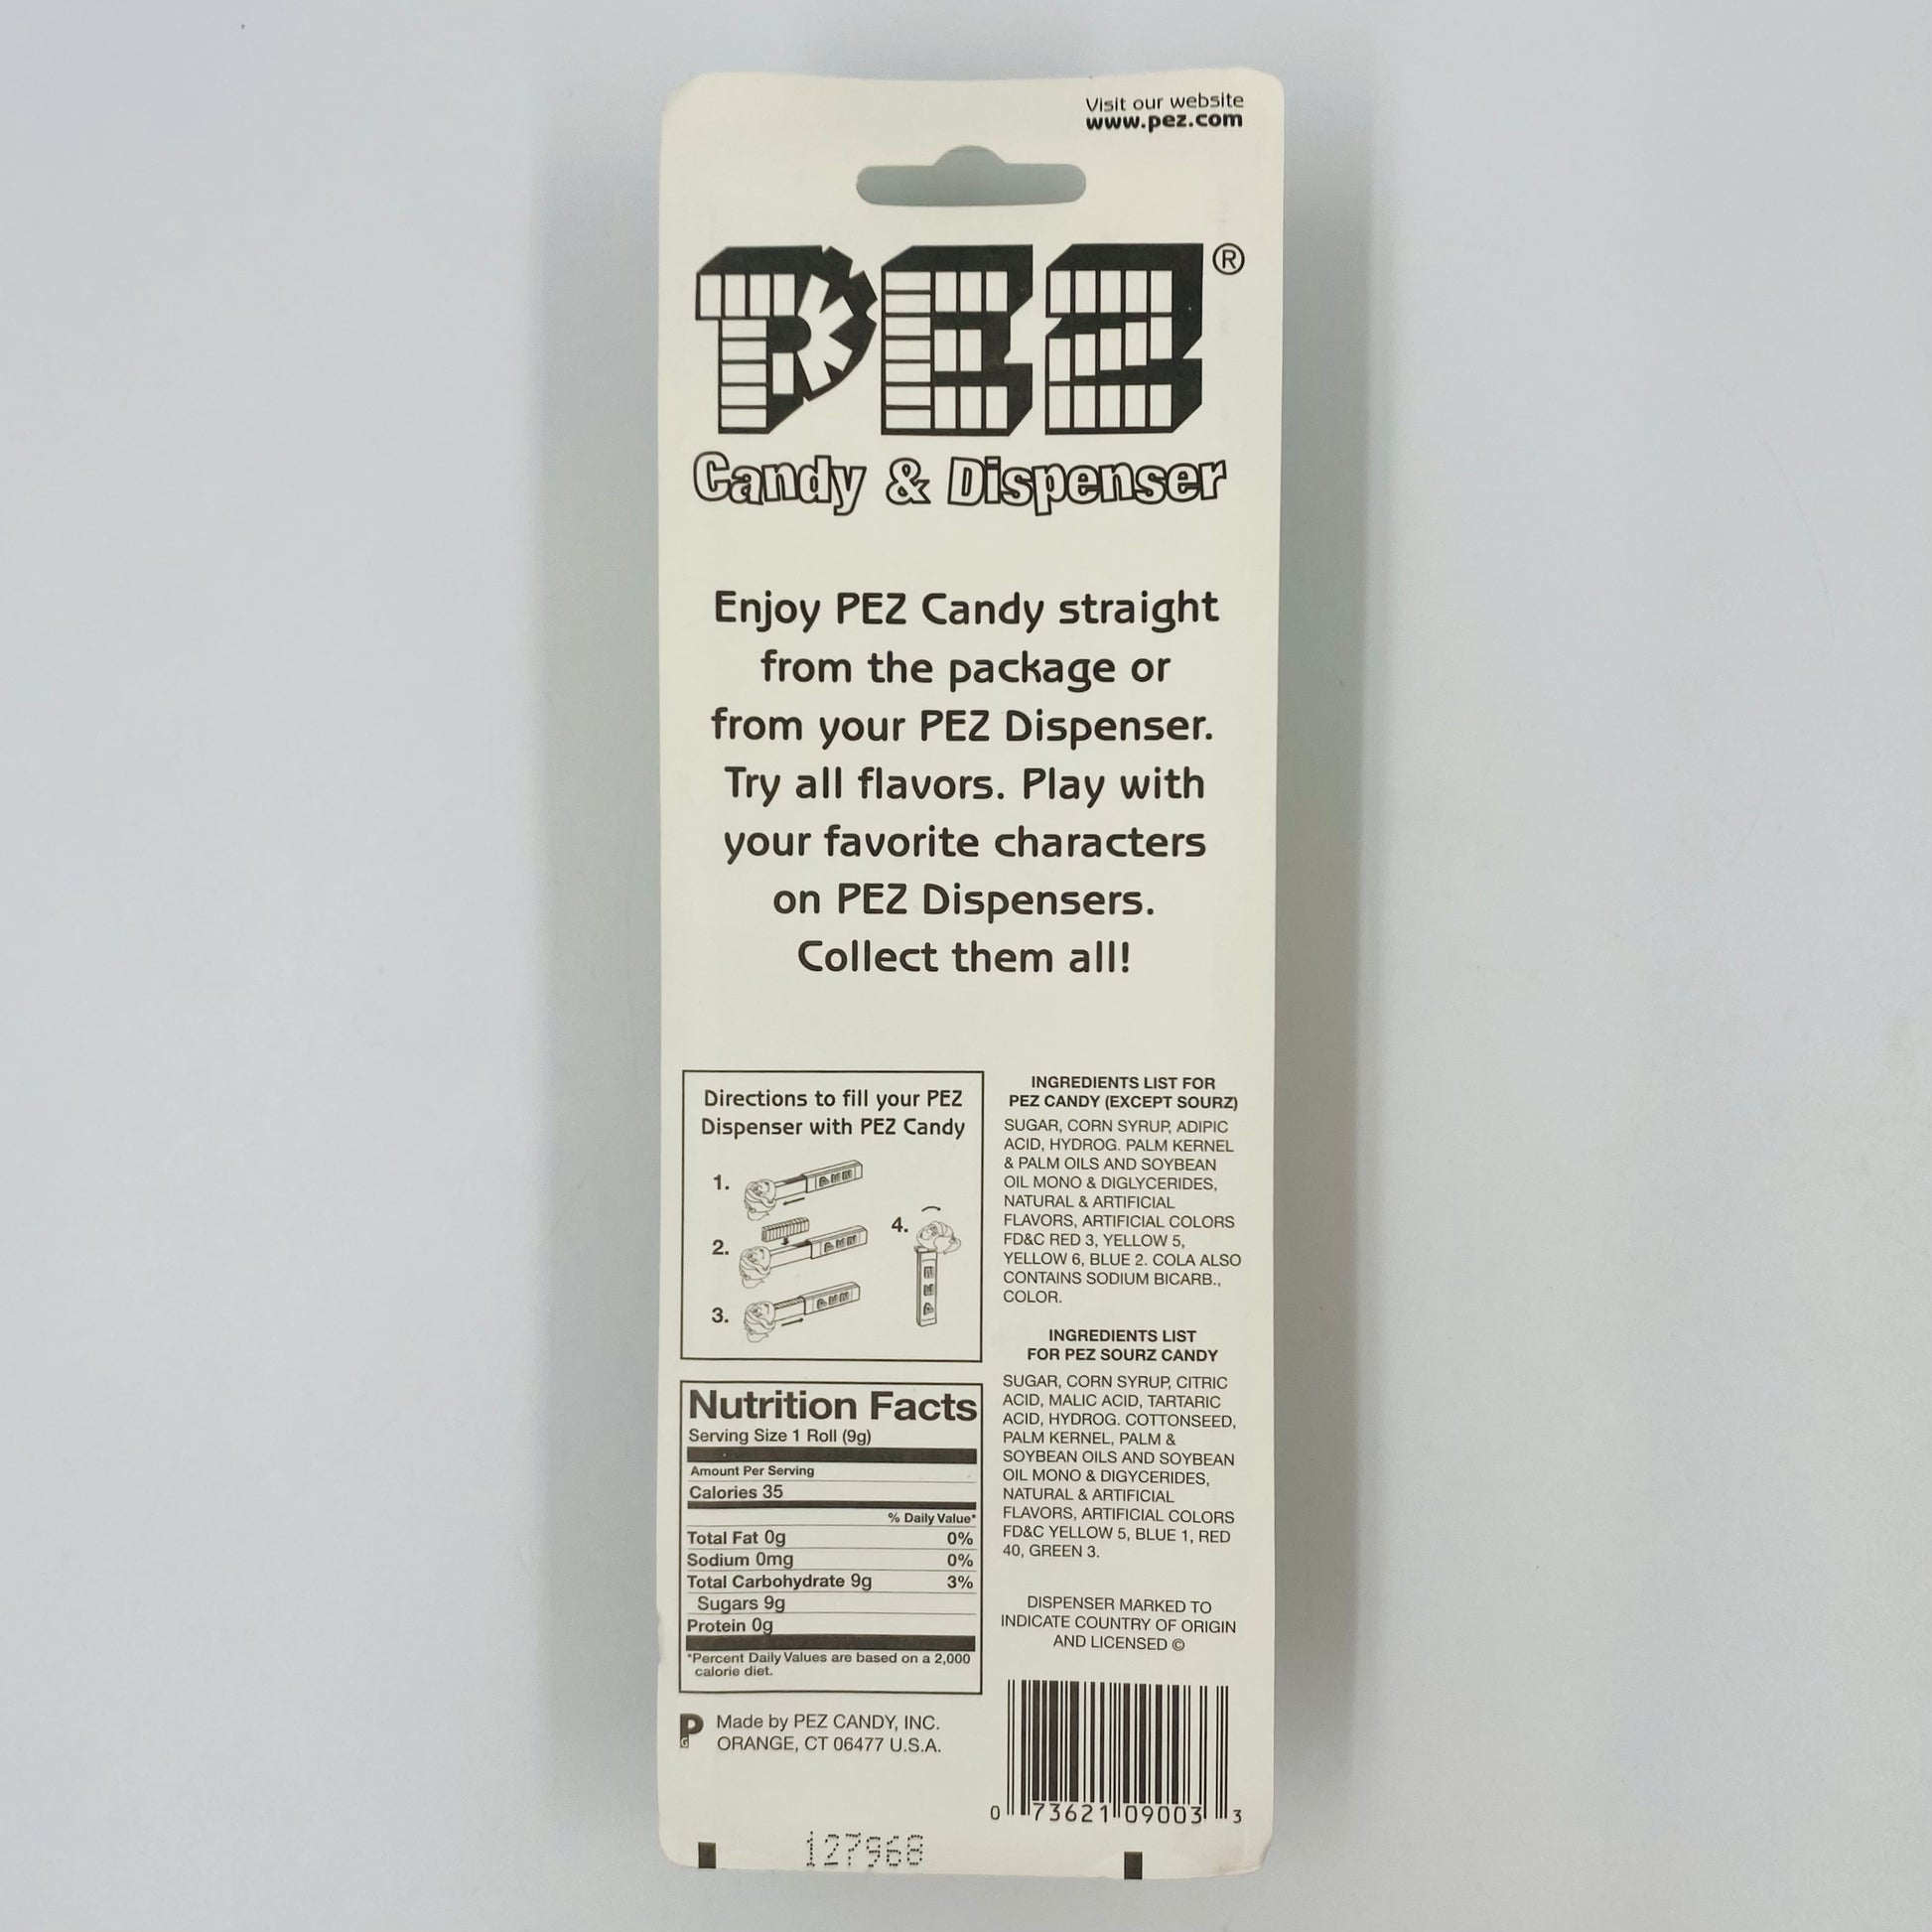 Visit our website
www.pez.com
PEZ®
Candy & Dispenser
Enjoy PEZ Candy straight
from the package or
from your PEZ Dispenser.
Try all flavors. Play with
your favorite characters
on PEZ Dispensers.
Collect them all!
Directions to fill your PEZ
Dispenser with PEZ Candy
1.
2.
3.
4.
Nutrition Facts
Serving Size 1 Roll (9g)
Amount Per Serving
Calories 35
% Daily Value*
Total Fat 0g 0%
Sodium 0mg 0%
Total Carbohydrate 9g 3%
Sugars 9g
Protein 0g
*Percent Daily Values are based on a 2,000
calorie diet.
P G
Made by PEZ CANDY, INC.
ORANGE, CT 06477 U.S.A.
INGREDIENTS LIST FOR
PEZ CANDY (EXCEPT SOURZ)
SUGAR, CORN SYRUP, ADIPIC
ACID, HYDROG. PALM KERNEL
& PALM OILS AND SOYBEAN
OIL MONO & DIGLYCERIDES,
NATURAL & ARTIFICIAL
FLAVORS, ARTIFICIAL COLORS
FD&C RED 3, YELLOW 5,
YELLOW 6, BLUE 2. COLA ALSO
CONTAINS SODIUM BICARB.,
COLOR.
INGREDIENTS LIST
FOR PEZ SOURZ CANDY
SUGAR, CORN SYRUP, CITRIC
ACID, MALIC ACID, TARTARIC
ACID, HYDROG. COTTONSEED,
PALM KERNEL, PALM &
SOYBEAN OILS AND SOYBEAN
OIL MONO & DIGYCERIDES,
NATURAL & ARTIFICIAL
FLAVORS, ARTIFICIAL COLORS
FD&C YELLOW 5, BLUE 1, RED
40, GREEN 3.
DISPENSER MARKED TO
INDICATE COUNTRY OF ORIGIN
AND LICENSED ©
0 73621 09003 3
127968